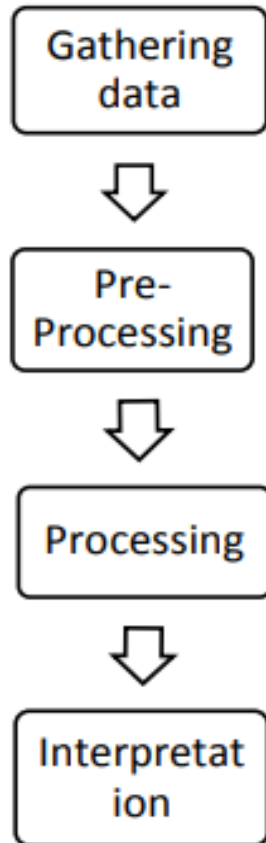 Gathering
data
Pre-
Processing
Processing
Interpretat
ion